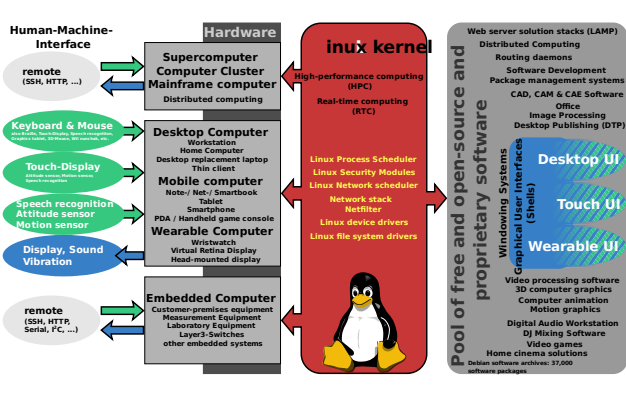 Human-Machine-
Interface
remote
(SSH, HTTP, ...)
Keyboard & Mouse
Touch-Display
Attitude sensor, Motion sensor,
Speech recognition
Speech recognition
Attitude sensor
Motion sensor
Display, Sound
Vibration
remote
(SSH, HTTP,
Serial, I²C, ...)
Hardware
Supercomputer
Computer Cluster
Mainframe computer
Distributed computing
Desktop Computer
Workstation
Home Computer
Desktop replacement laptop
Thin client
Mobile computer
Note-/ Net-/ Smartbook
Tablet
Smartphone
PDA / Handheld game console
Wearable Computer
Wristwatch
Virtual Retina Display
Head-mounted display
Embedded Computer
Customer-premises equipment
Measurement Equipment
Laboratory Equipment
Layer3-Switches
other embedded systems
inux kernel
High-performance computing
(HPC)
Real-time computing
(RTC)
Linux Process Scheduler
Linux Security Modules
Linux Network scheduler
Network stack
Netfilter
Linux device drivers
Linux file system drivers
Pool of free and open-source and
proprietary software
Web server solution stacks (LAMP)
Distributed Computing
Routing daemons
Software Development
Package management systems
CAD, CAM & CAE Software
Office
Image Processing
Desktop Publishing (DTP)
Windowing Systems
Graphical User Interfaces
(Shells)
Desktop UI
Touch UI
Wearable UI
Video processing software
3D computer graphics
Computer animation
Motion graphics
Digital Audio Workstation
DJ Mixing Software
Video games
Home cinema solutions
Debian software archives: 37,000
software packages